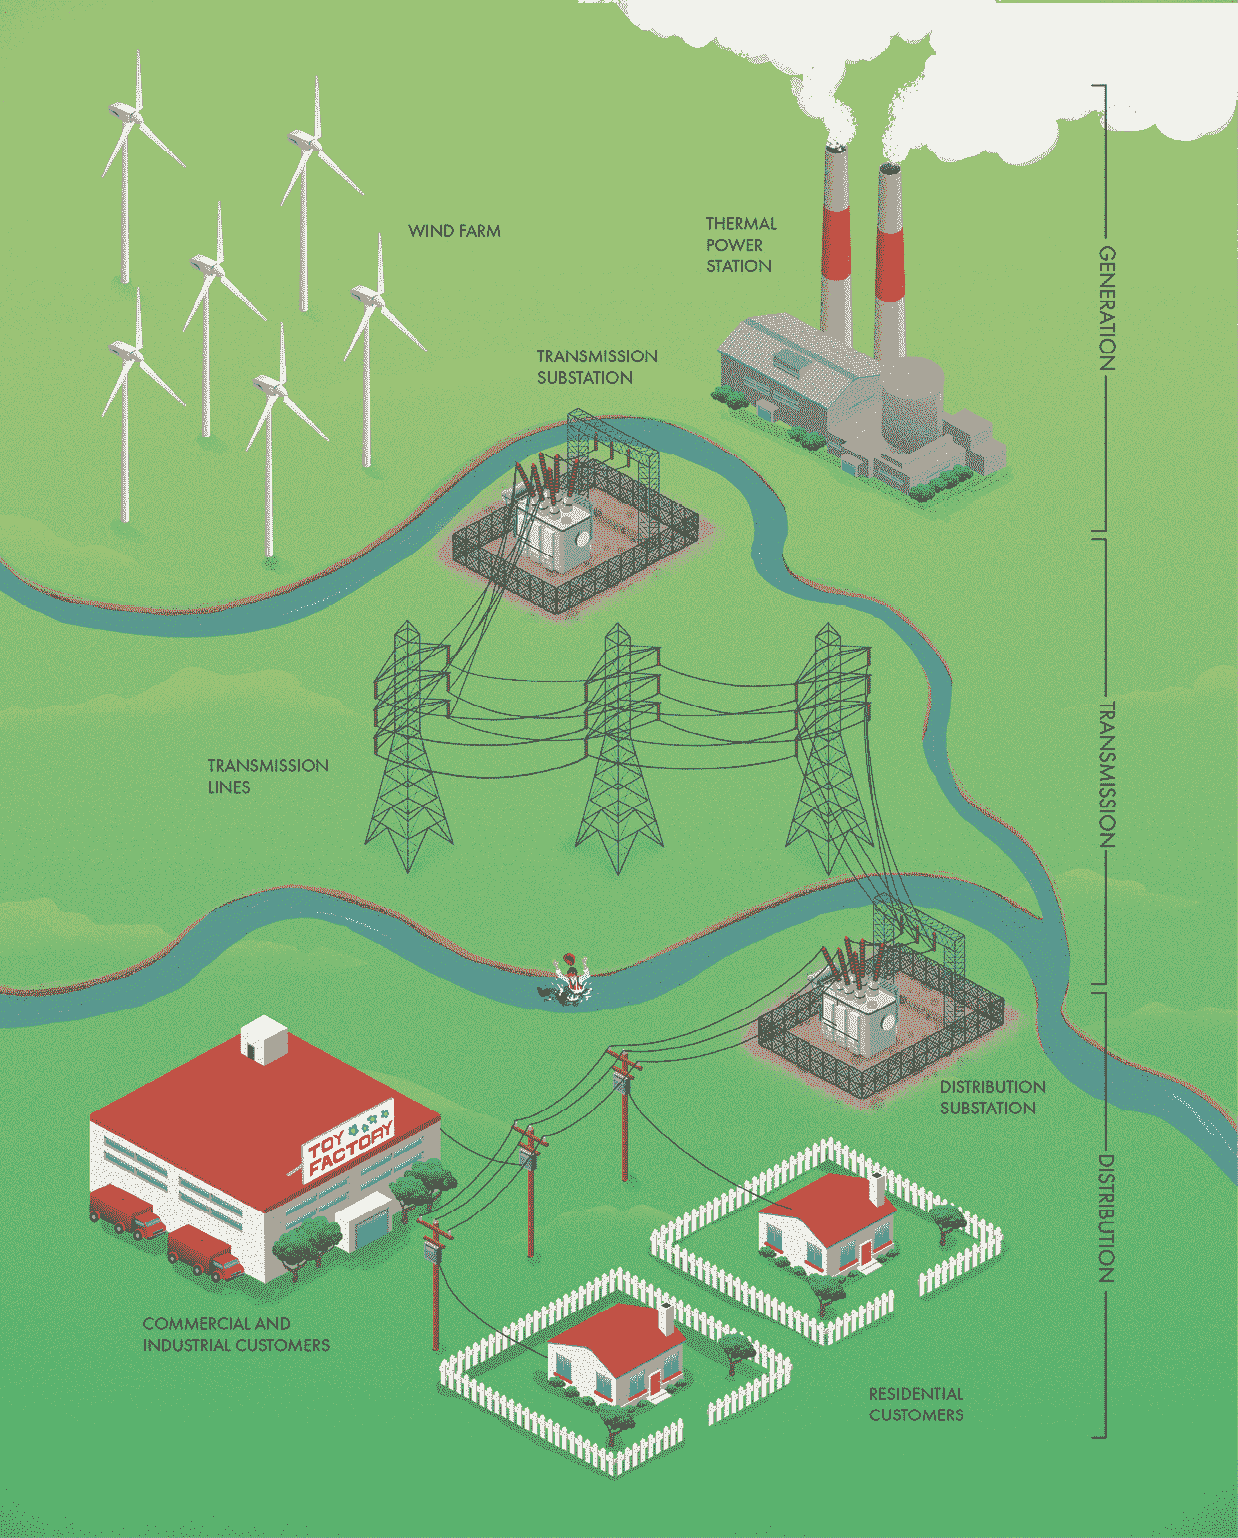 WIND FARM
THERMAL
POWER
STATION
GENERATION
TRANSMISSION
SUBSTATION
TRANSMISSION
TRANSMISSION
LINES
DISTRIBUTION
SUBSTATION
TOY
FACTORY
DISTRIBUTION
COMMERCIAL AND
INDUSTRIAL CUSTOMERS
RESIDENTIAL
CUSTOMERS